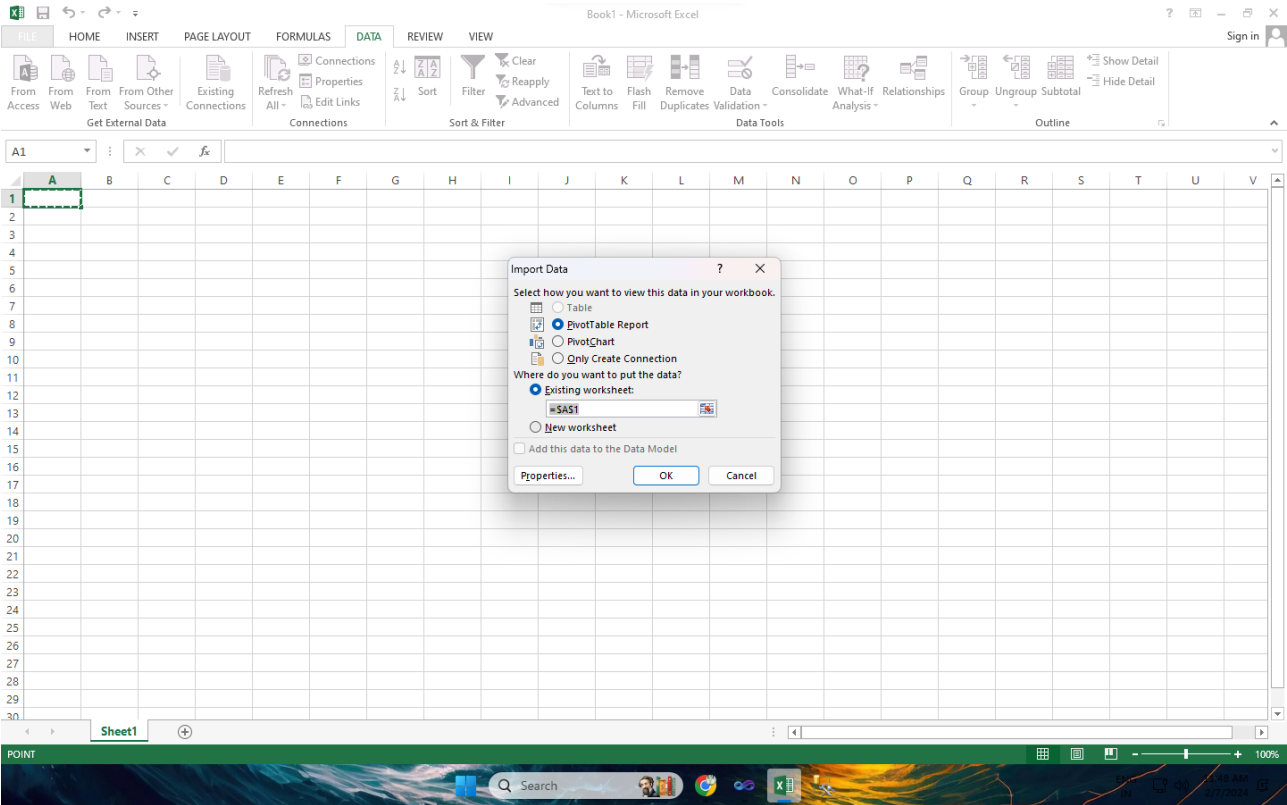 Book1 - Microsoft Excel
FILE HOME INSERT PAGE LAYOUT FORMULAS DATA REVIEW VIEW Sign in
From Access
From Web
From Text
From Other Sources
Existing Connections
Get External Data
Refresh All
Connections
Properties
Edit Links
Connections
Sort
Filter
Clear
Reapply
Advanced
Sort & Filter
Text to Columns
Flash Fill
Remove Duplicates
Data Validation
Consolidate
What-If Analysis
Relationships
Data Tools
Group
Ungroup
Subtotal
Show Detail
Hide Detail
Outline
A1
fx
A B C D E F G H I J K L M N O P Q R S T U V
1
2
3
4
5
6
7
8
9
10
11
12
13
14
15
16
17
18
19
20
21
22
23
24
25
26
27
28
29
30
Import Data ?
Select how you want to view this data in your workbook.
Table
PivotTable Report
PivotChart
Only Create Connection
Where do you want to put the data?
Existing worksheet:
=$A$1
New worksheet
Add this data to the Data Model
Properties... OK Cancel
Sheet1
POINT 100%
Search
11:48 AM
2/7/2024